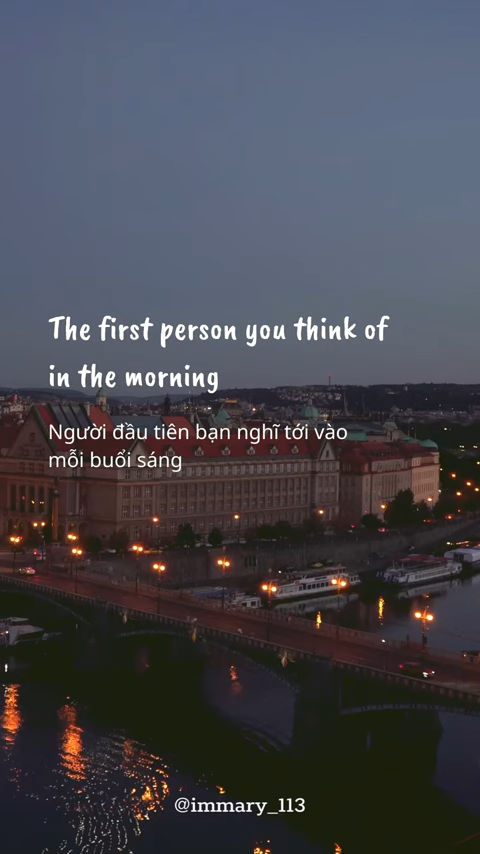 The first person you think of
in the morning
Người đầu tiên bạn nghĩ tới vào
mỗi buổi sáng
@immary_113